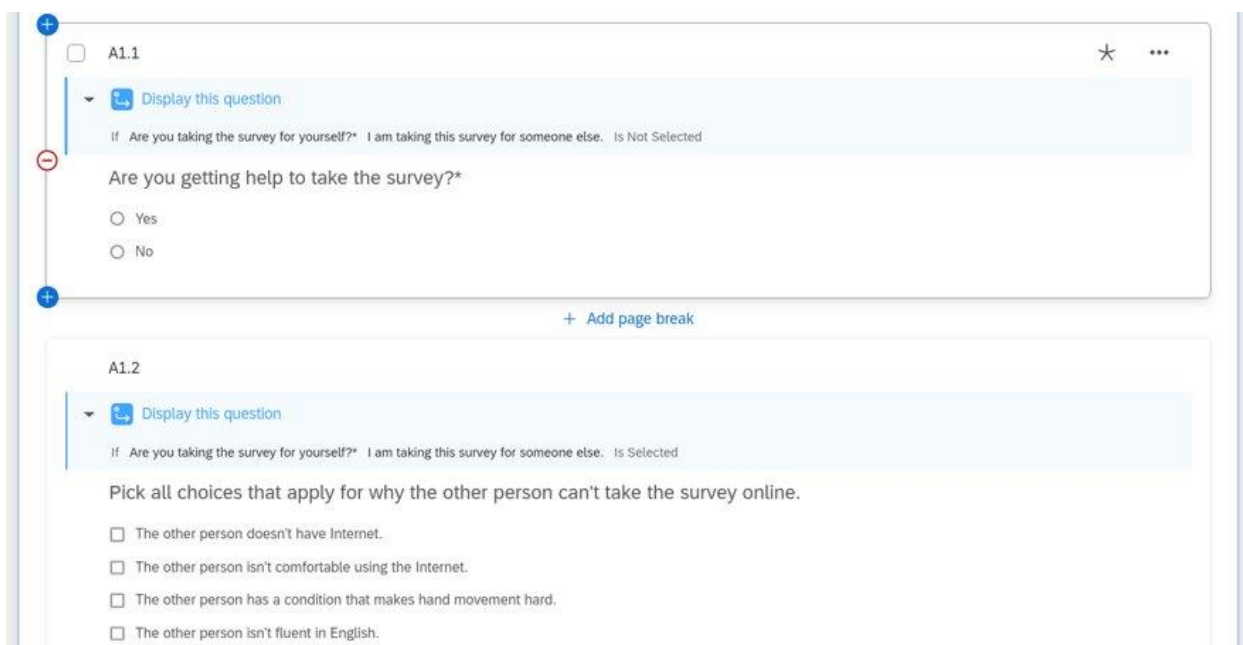 A1.1
Display this question
If Are you taking the survey for yourself?* I am taking this survey for someone else. Is Not Selected
Are you getting help to take the survey?*
Yes
No
+ Add page break
A1.2
Display this question
If Are you taking the survey for yourself?* I am taking this survey for someone else. Is Selected
Pick all choices that apply for why the other person can't take the survey online.
The other person doesn't have Internet.
The other person isn't comfortable using the Internet.
The other person has a condition that makes hand movement hard.
The other person isn't fluent in English.